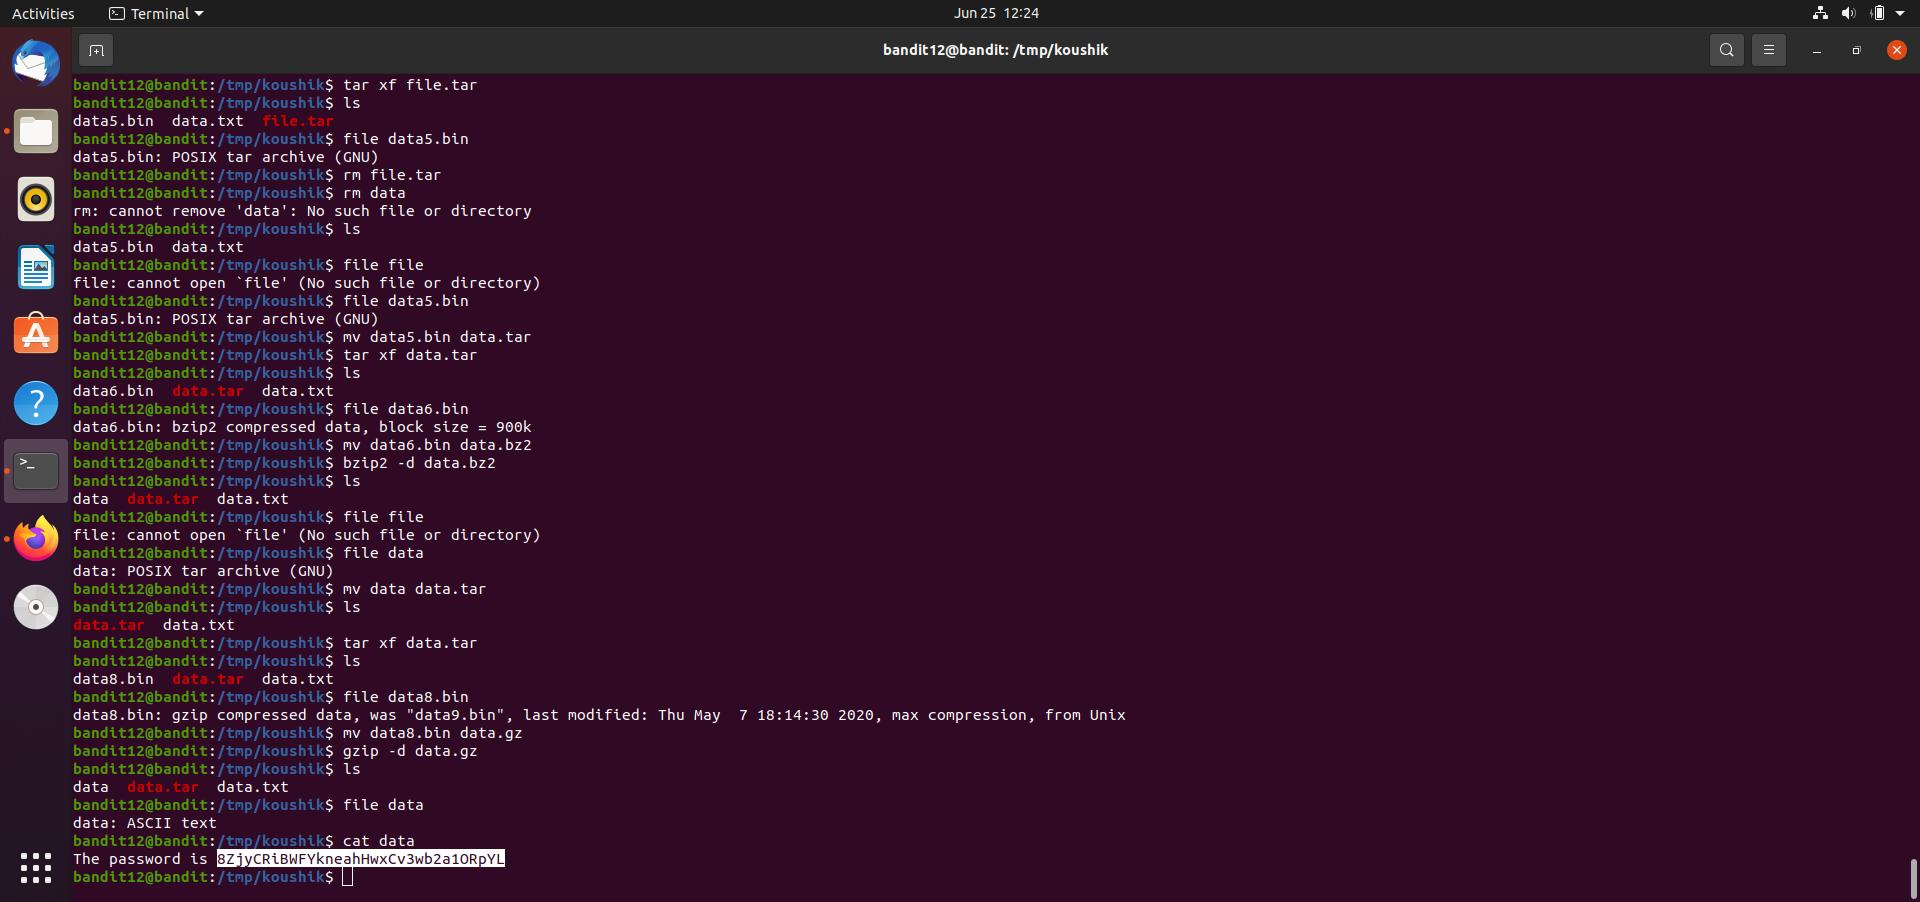 Activities
Terminal
Jun 25 12:24
bandit12@bandit: /tmp/koushik
bandit12@bandit:/tmp/koushik$ tar xf file.tar
bandit12@bandit:/tmp/koushik$ ls
data5.bin  data.txt  file.tar
bandit12@bandit:/tmp/koushik$ file data5.bin
data5.bin: POSIX tar archive (GNU)
bandit12@bandit:/tmp/koushik$ rm file.tar
bandit12@bandit:/tmp/koushik$ rm data
rm: cannot remove 'data': No such file or directory
bandit12@bandit:/tmp/koushik$ ls
data5.bin  data.txt
bandit12@bandit:/tmp/koushik$ file file
file: cannot open `file' (No such file or directory)
bandit12@bandit:/tmp/koushik$ file data5.bin
data5.bin: POSIX tar archive (GNU)
bandit12@bandit:/tmp/koushik$ mv data5.bin data.tar
bandit12@bandit:/tmp/koushik$ tar xf data.tar
bandit12@bandit:/tmp/koushik$ ls
data6.bin  data.tar  data.txt
bandit12@bandit:/tmp/koushik$ file data6.bin
data6.bin: bzip2 compressed data, block size = 900k
bandit12@bandit:/tmp/koushik$ mv data6.bin data.bz2
bandit12@bandit:/tmp/koushik$ bzip2 -d data.bz2
bandit12@bandit:/tmp/koushik$ ls
data  data.tar  data.txt
bandit12@bandit:/tmp/koushik$ file file
file: cannot open `file' (No such file or directory)
bandit12@bandit:/tmp/koushik$ file data
data: POSIX tar archive (GNU)
bandit12@bandit:/tmp/koushik$ mv data data.tar
bandit12@bandit:/tmp/koushik$ ls
data.tar  data.txt
bandit12@bandit:/tmp/koushik$ tar xf data.tar
bandit12@bandit:/tmp/koushik$ ls
data8.bin  data.tar  data.txt
bandit12@bandit:/tmp/koushik$ file data8.bin
data8.bin: gzip compressed data, was "data9.bin", last modified: Thu May  7 18:14:30 2020, max compression, from Unix
bandit12@bandit:/tmp/koushik$ mv data8.bin data.gz
bandit12@bandit:/tmp/koushik$ gzip -d data.gz
bandit12@bandit:/tmp/koushik$ ls
data  data.tar  data.txt
bandit12@bandit:/tmp/koushik$ file data
data: ASCII text
bandit12@bandit:/tmp/koushik$ cat data
The password is 8ZjyCRiBWFYkneahHwxCv3wb2a1ORpYL
bandit12@bandit:/tmp/koushik$